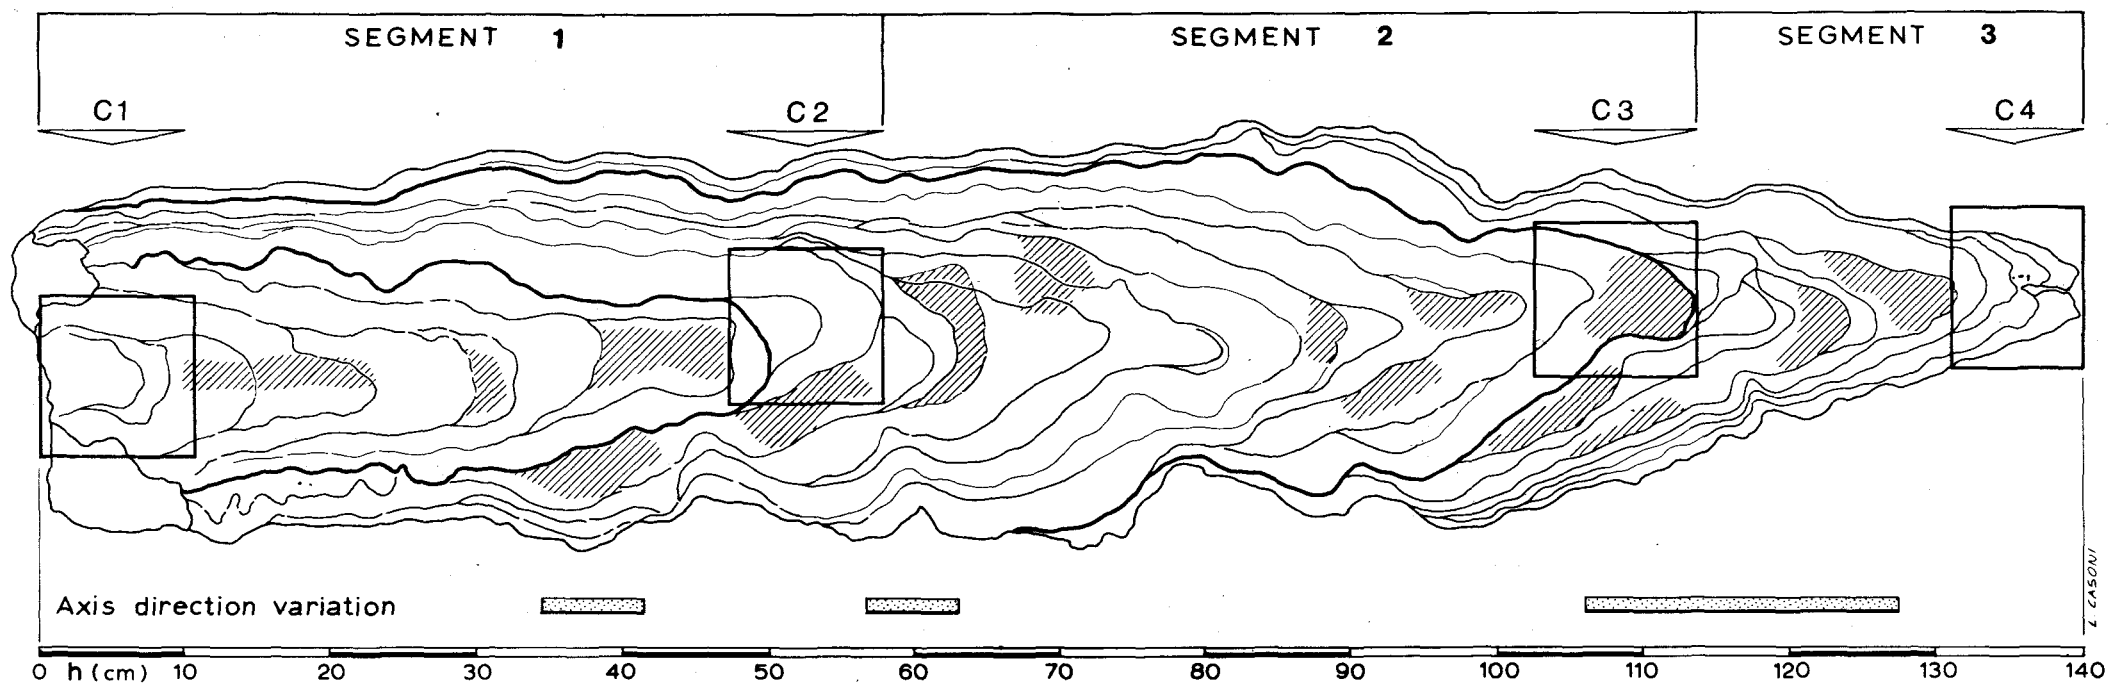 SEGMENT 1 SEGMENT 2 SEGMENT 3
C1 C2 C3 C4
Axis direction variation
L. CASONI
0 h (cm) 10 20 30 40 50 60 70 80 90 100 110 120 130 140